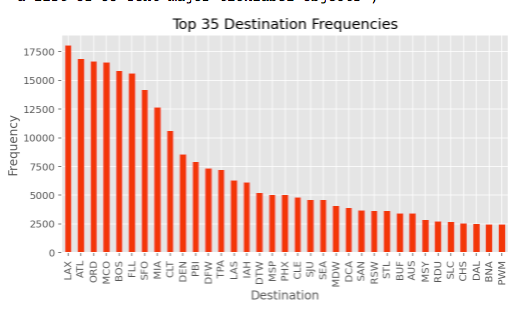 Top 35 Destination Frequencies
17500
15000
12500
10000
7500
5000
2500
0
Frequency
LAX ATL ORD MCO BOS FLL SFO MIA CLT DEN PBI DFW TPA LAS IAH DTW MSP PHX CLE SJU SEA MDW DCA SAN RSW STL BUF AUS MSY RDU SLC CHS DAL BNA PWM
Destination